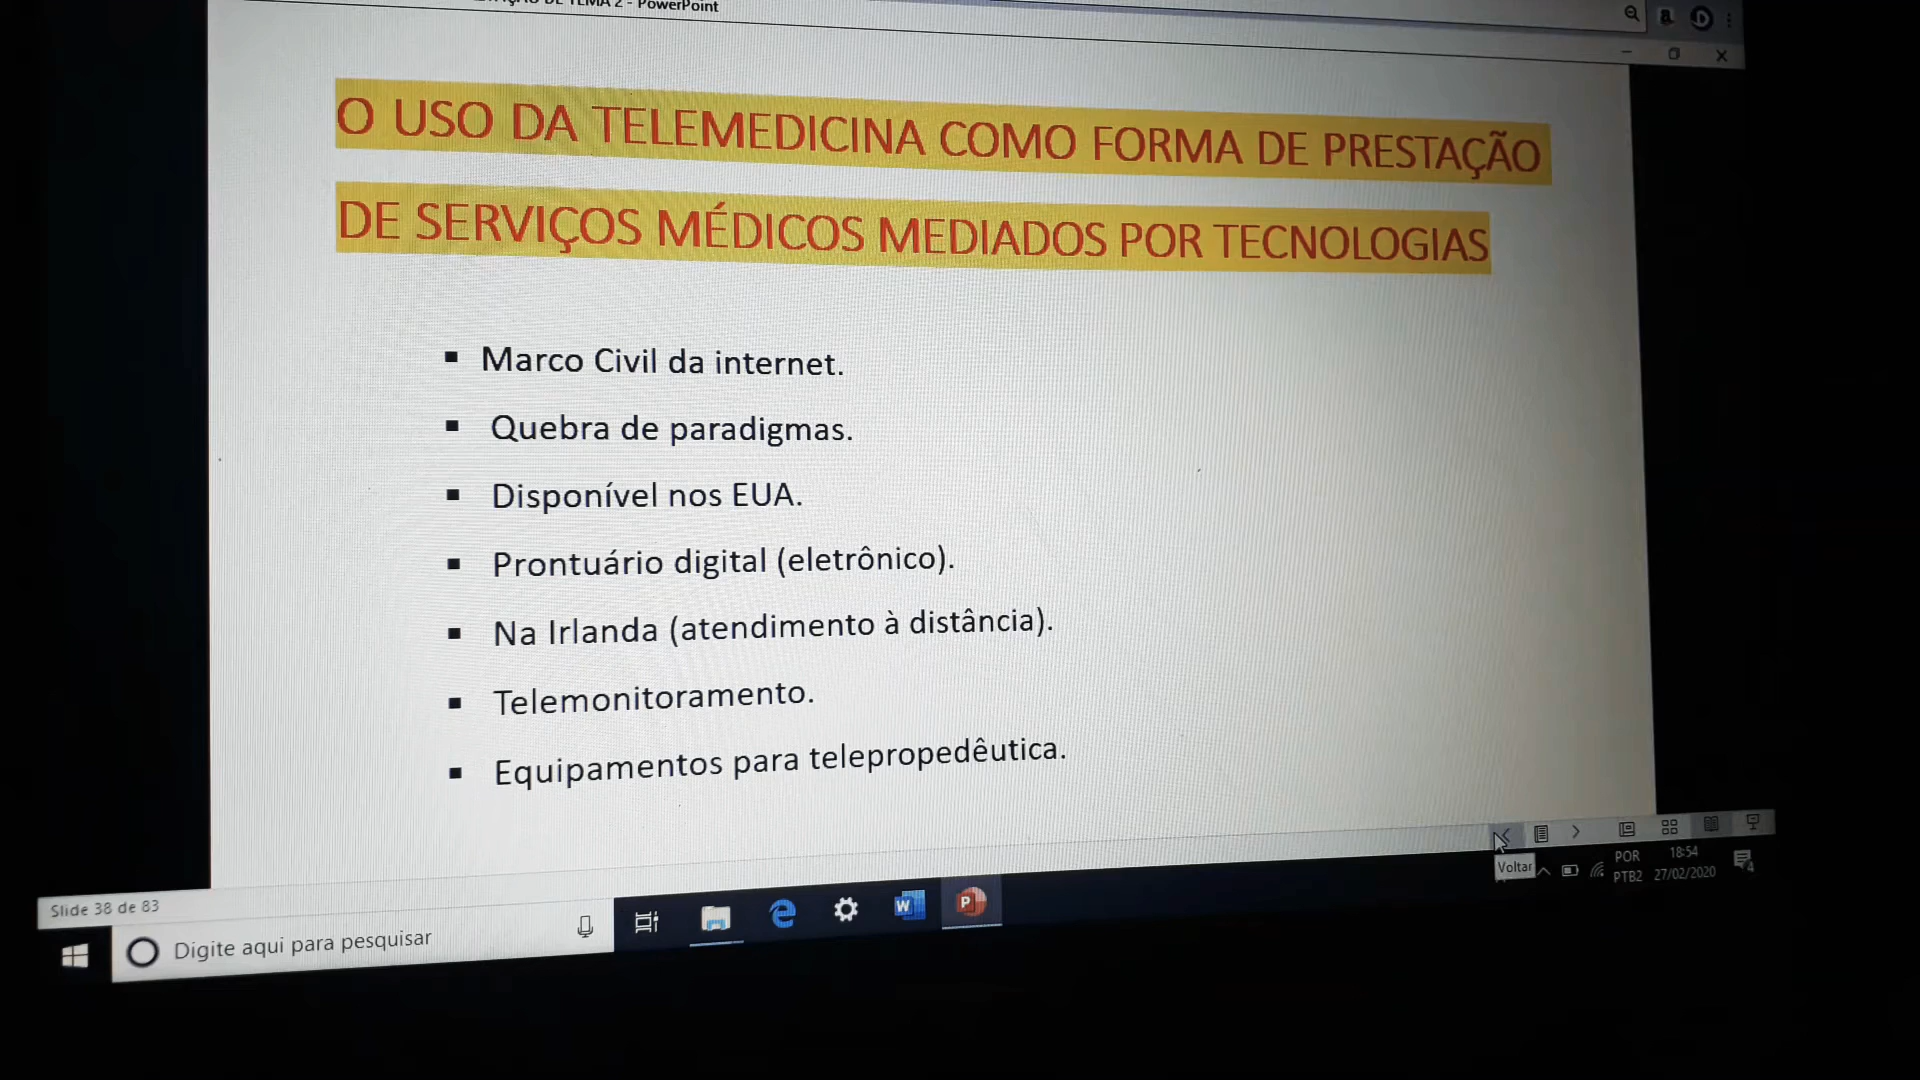 PowerPoint
O USO DA TELEMEDICINA COMO FORMA DE PRESTAÇÃO
DE SERVIÇOS MÉDICOS MEDIADOS POR TECNOLOGIAS
▪ Marco Civil da internet.
▪ Quebra de paradigmas.
▪ Disponível nos EUA.
▪ Prontuário digital (eletrônico).
▪ Na Irlanda (atendimento à distância).
▪ Telemonitoramento.
▪ Equipamentos para telepropedêutica.
Voltar
Slide 38 de 83
Digite aqui para pesquisar
POR
PTB2
18:54
27/02/2020
4